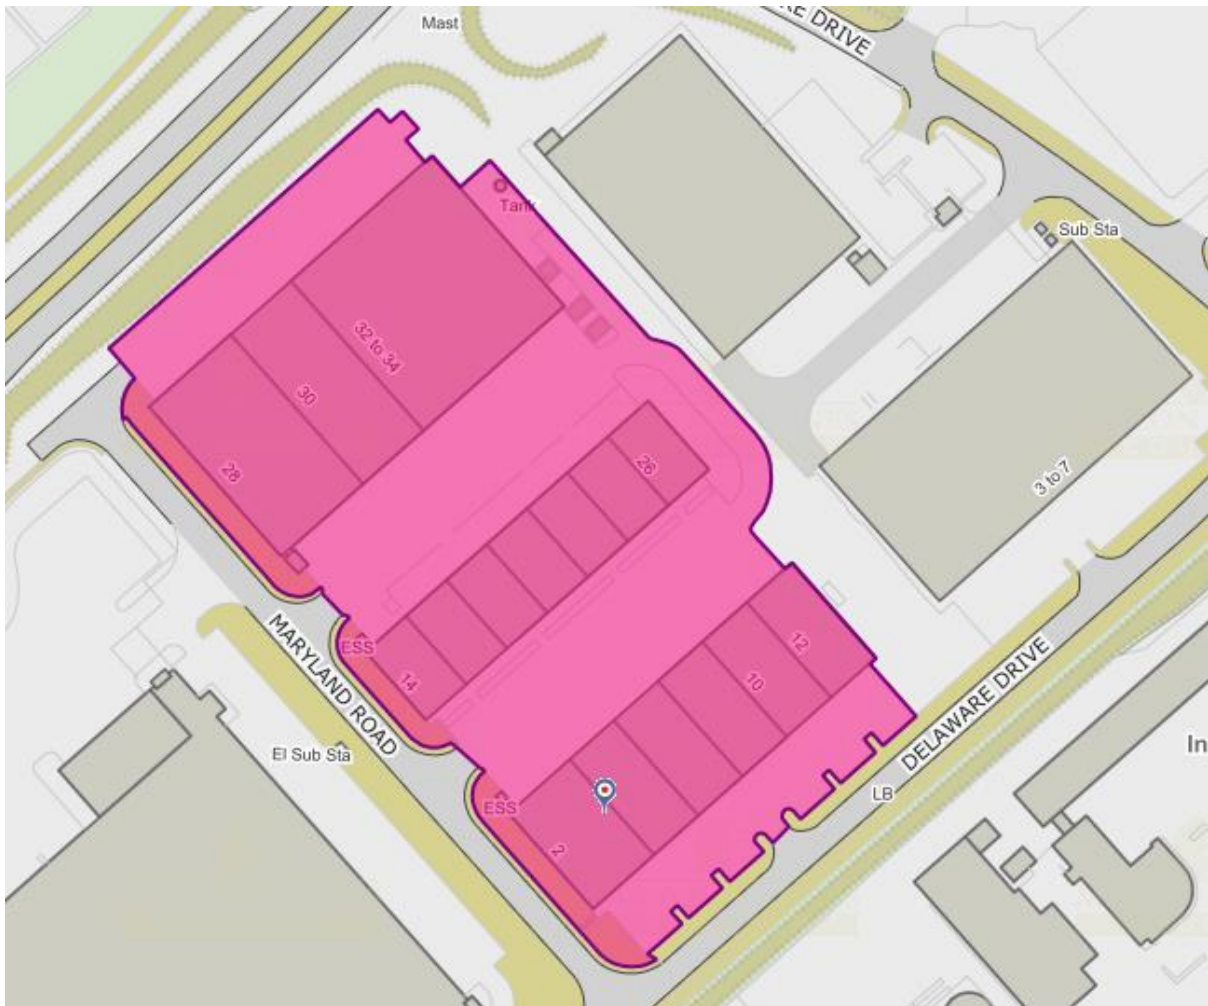 Mast
RE DRIVE
Tank
Sub Sta
32 to 34
30
28
26
3 to 7
MARYLAND ROAD
ESS
14
12
10
El Sub Sta
DELAWARE DRIVE
In
LB
ESS
2